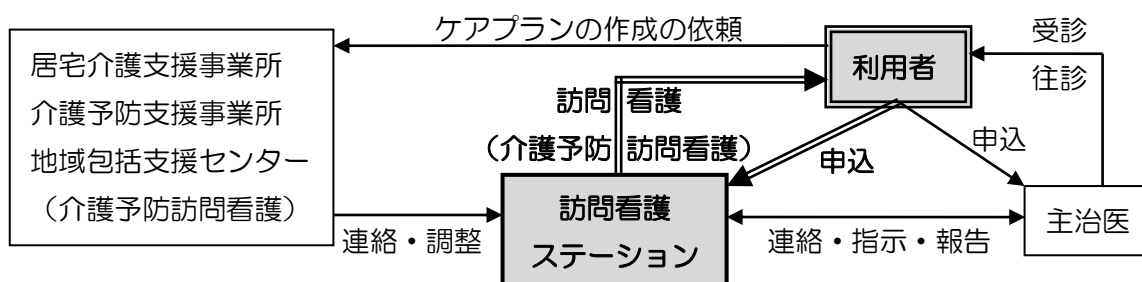 ケアプランの作成の依頼
居宅介護支援事業所
介護予防支援事業所
地域包括支援センター
（介護予防訪問看護）
利用者
受診
往診
訪問 看護
（介護予防 訪問看護）
申込
申込
訪問看護
ステーション
主治医
連絡・調整
連絡・指示・報告